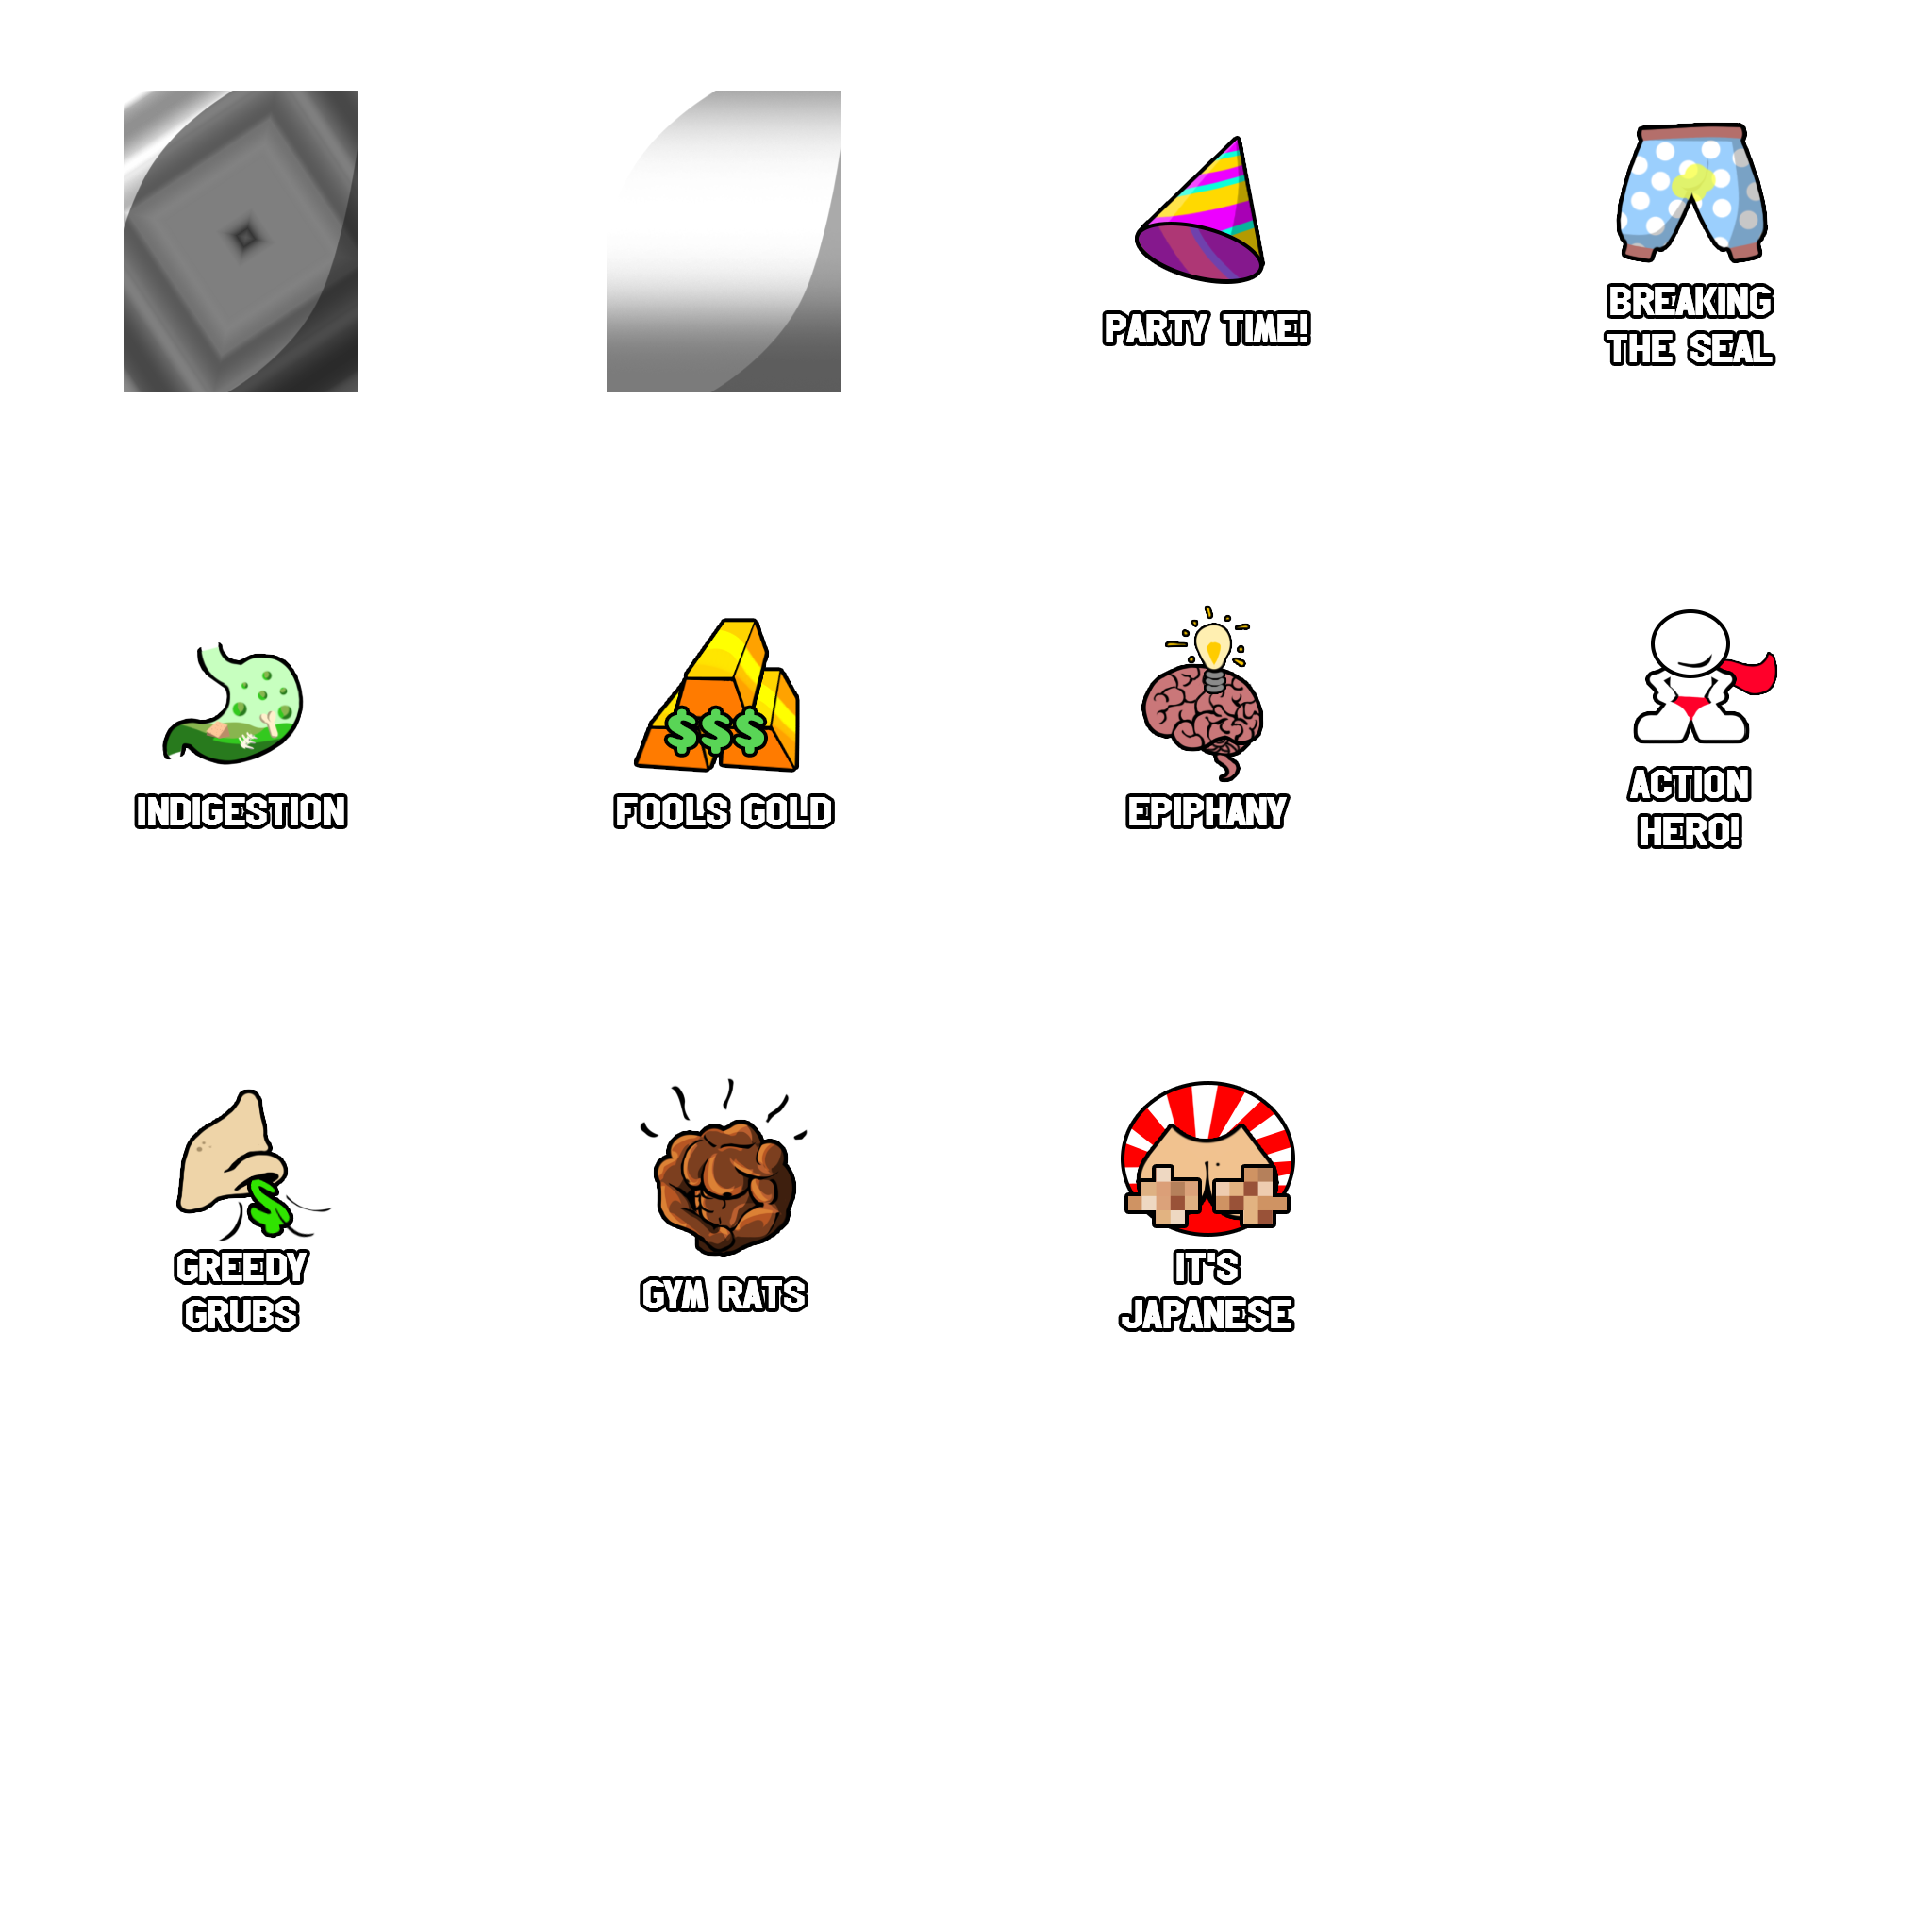 PARTY TIME!
BREAKING
THE SEAL
INDIGESTION
FOOLS GOLD
$$$
EPIPHANY
ACTION
HERO!
GREEDY
GRUBS
$
GYM RATS
IT'S
JAPANESE